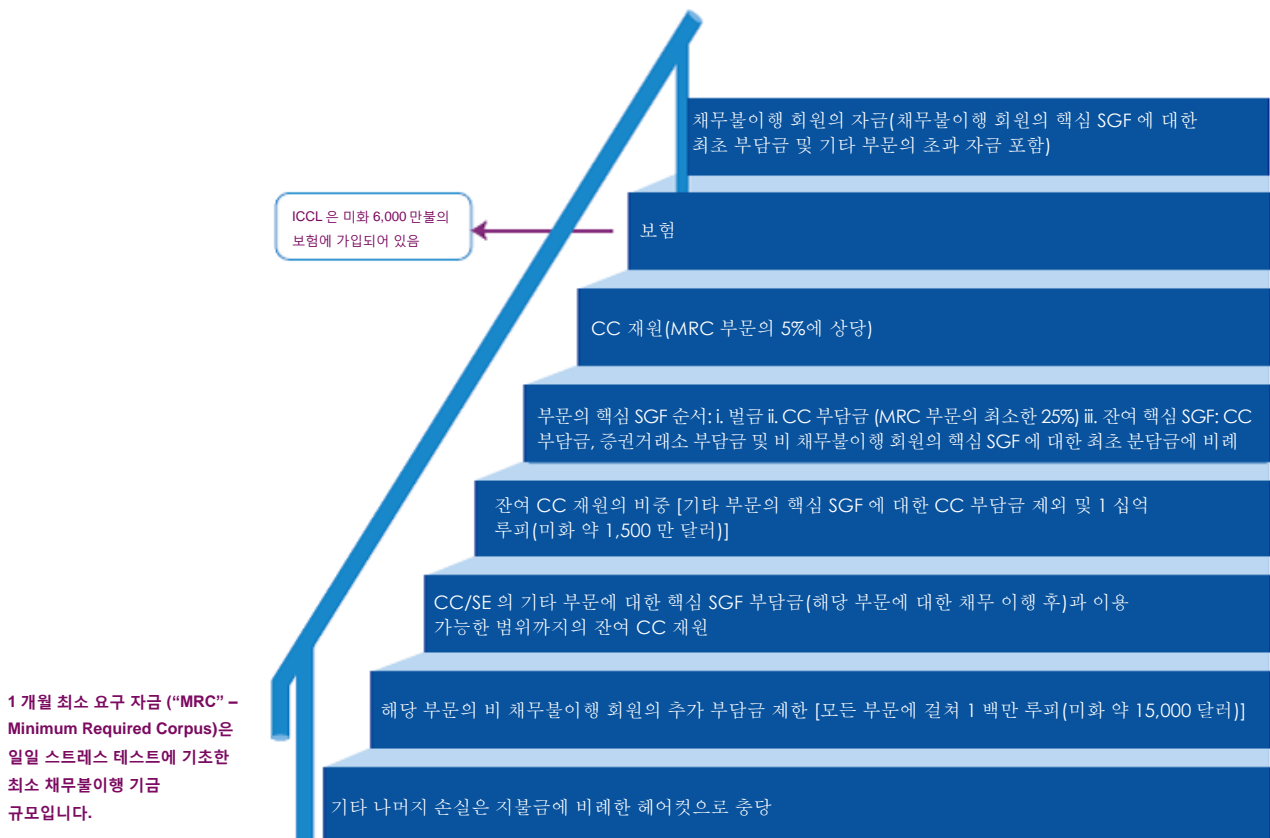 채무불이행 회원의 자금(채무불이행 회원의 핵심 SGF 에 대한
최초 부담금 및 기타 부문의 초과 자금 포함)
ICCL 은 미화 6,000 만불의
보험에 가입되어 있음
보험
CC 재원(MRC 부문의 5%에 상당)
부문의 핵심 SGF 순서: i. 벌금 ii. CC 부담금 (MRC 부문의 최소한 25%) iii. 잔여 핵심 SGF: CC
부담금, 증권거래소 부담금 및 비 채무불이행 회원의 핵심 SGF 에 대한 최초 분담금에 비례
잔여 CC 재원의 비중 [기타 부문의 핵심 SGF 에 대한 CC 부담금 제외 및 1 십억
루피(미화 약 1,500 만 달러)]
CC/SE 의 기타 부문에 대한 핵심 SGF 부담금(해당 부문에 대한 채무 이행 후)과 이용
가능한 범위까지의 잔여 CC 재원
해당 부문의 비 채무불이행 회원의 추가 부담금 제한 [모든 부문에 걸쳐 1 백만 루피(미화 약 15,000 달러)]
기타 나머지 손실은 지불금에 비례한 헤어컷으로 충당
1 개월 최소 요구 자금 (“MRC” –
Minimum Required Corpus)은
일일 스트레스 테스트에 기초한
최소 채무불이행 기금
규모입니다.